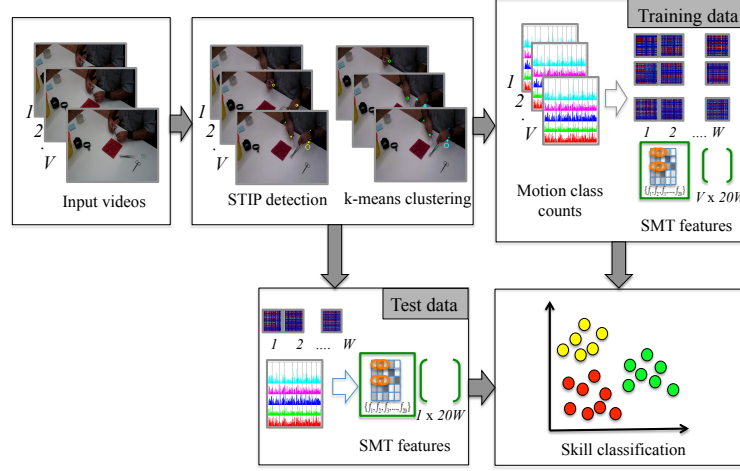 1
2
.
V
Input videos
1
2
.
V
STIP detection
k-means clustering
Training data
1
2
.
V
Motion class
counts
1 2 .... W
V x 20W
SMT features
Test data
1 2 .... W
1 x 20W
SMT features
Skill classification